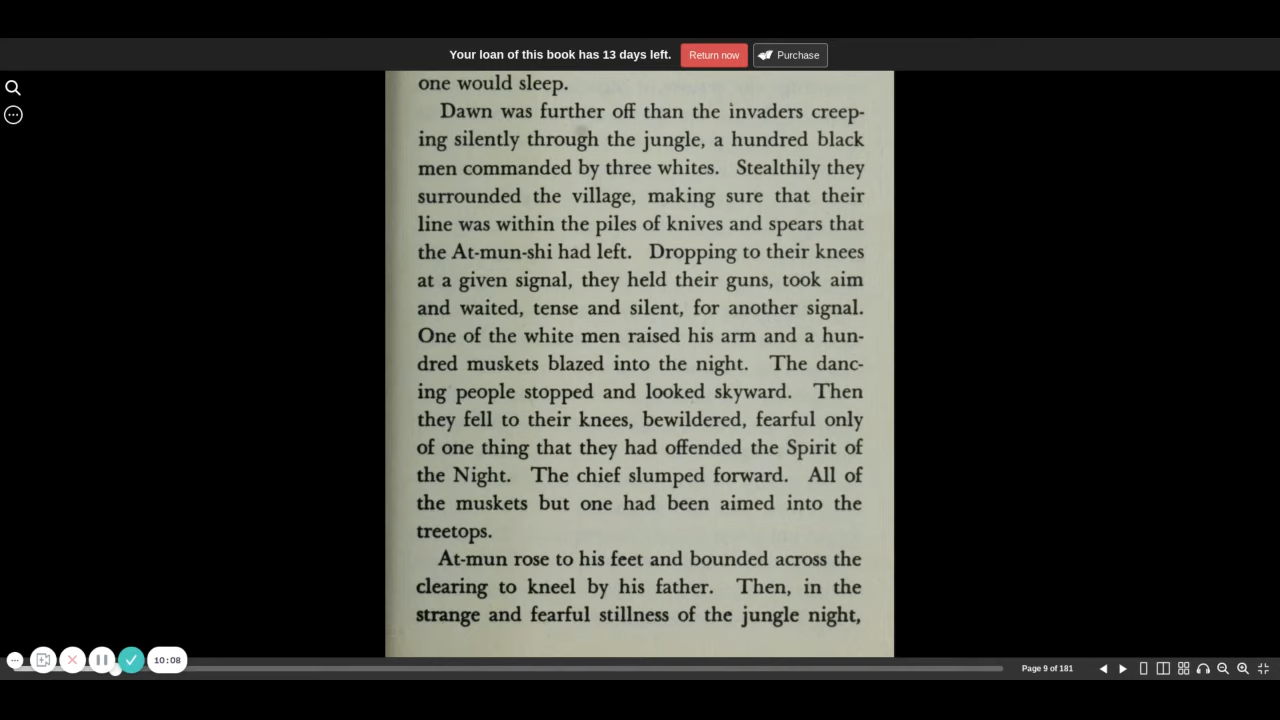 Your loan of this book has 13 days left. Return now Purchase
one would sleep.
Dawn was further off than the invaders creep-
ing silently through the jungle, a hundred black
men commanded by three whites. Stealthily they
surrounded the village, making sure that their
line was within the piles of knives and spears that
the At-mun-shi had left. Dropping to their knees
at a given signal, they held their guns, took aim
and waited, tense and silent, for another signal.
One of the white men raised his arm and a hun-
dred muskets blazed into the night. The danc-
ing people stopped and looked skyward. Then
they fell to their knees, bewildered, fearful only
of one thing that they had offended the Spirit of
the Night. The chief slumped forward. All of
the muskets but one had been aimed into the
treetops.
At-mun rose to his feet and bounded across the
clearing to kneel by his father. Then, in the
strange and fearful stillness of the jungle night,
10:08
Page 9 of 181